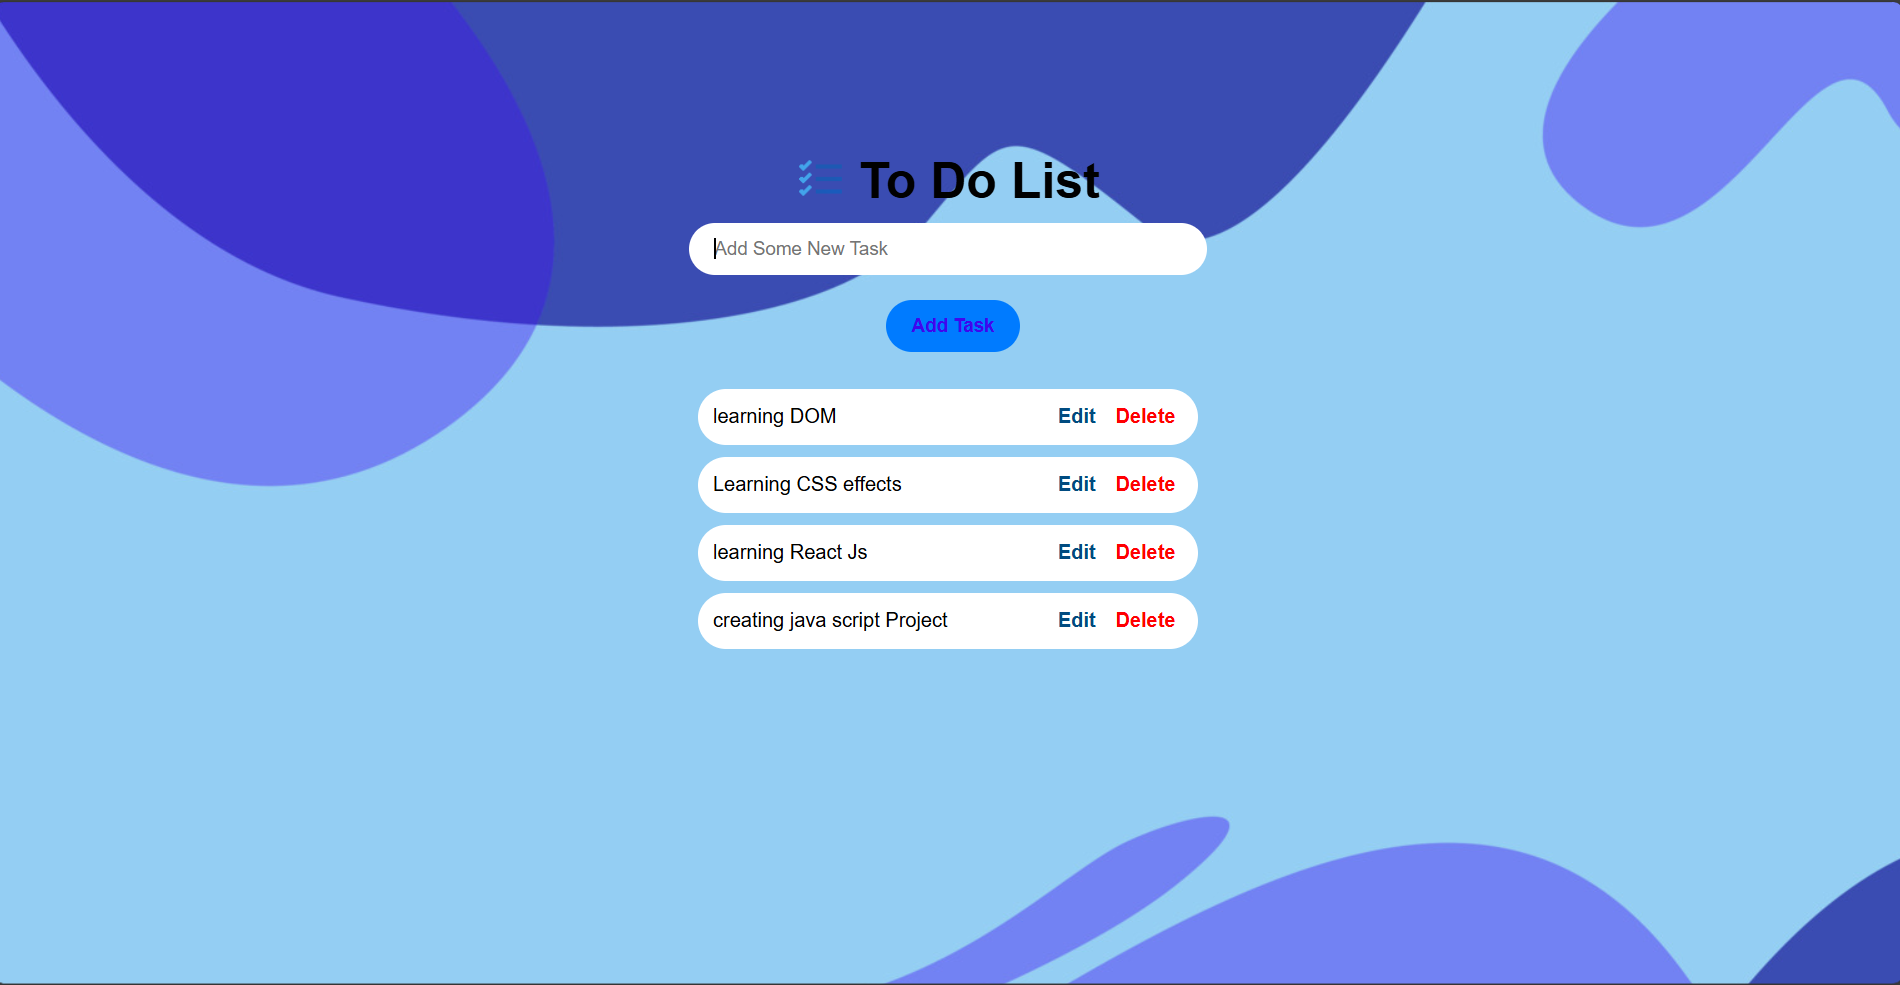 To Do List
Add Some New Task
Add Task
learning DOM Edit Delete
Learning CSS effects Edit Delete
learning React Js Edit Delete
creating java script Project Edit Delete